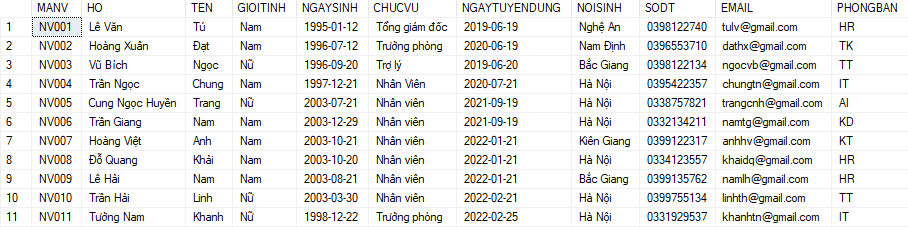 MANV HO TEN GIOITINH NGAYSINH CHUCVU NGAYTUYENDUNG NOISINH SODT EMAIL PHONGBAN
1 NV001 Lê Văn Tú Nam 1995-01-12 Tổng giám đốc 2019-06-19 Nghệ An 0398122740 tulv@gmail.com HR
2 NV002 Hoàng Xuân Đạt Nam 1996-07-12 Trưởng phòng 2020-06-19 Nam Định 0396553710 dathx@gmail.com TK
3 NV003 Vũ Bích Ngọc Nữ 1996-09-20 Trợ lý 2019-06-20 Bắc Giang 0398122134 ngocvb@gmail.com TT
4 NV004 Trần Ngọc Chung Nam 1997-12-21 Nhân Viên 2020-07-21 Hà Nội 0395422357 chungtn@gmail.com IT
5 NV005 Cung Ngọc Huyền Trang Nữ 2003-07-21 Nhân viên 2021-09-19 Hà Nội 0338757821 trangcnh@gmail.com AI
6 NV006 Trần Giang Nam Nam 2003-12-29 Nhân viên 2021-09-19 Hà Nội 0332134211 namtg@gmail.com KD
7 NV007 Hoàng Việt Anh Nam 2003-10-21 Nhân viên 2022-01-21 Kiên Giang 0399122317 anhhv@gmail.com KT
8 NV008 Đỗ Quang Khải Nam 2003-10-20 Nhân viên 2022-01-21 Hà Nội 0334123557 khaidq@gmail.com HR
9 NV009 Lê Hải Nam Nam 2003-08-21 Nhân viên 2022-01-21 Bắc Giang 0399135762 namlh@gmail.com HR
10 NV010 Trần Hải Linh Nữ 2003-01-20 Nhân viên 2022-02-21 Hà Nội 0399755134 linhth@gmail.com TT
11 NV011 Tưởng Nam Khanh Nữ 1998-12-22 Trưởng phòng 2022-02-25 Hà Nội 0331929537 khanhtn@gmail.com IT